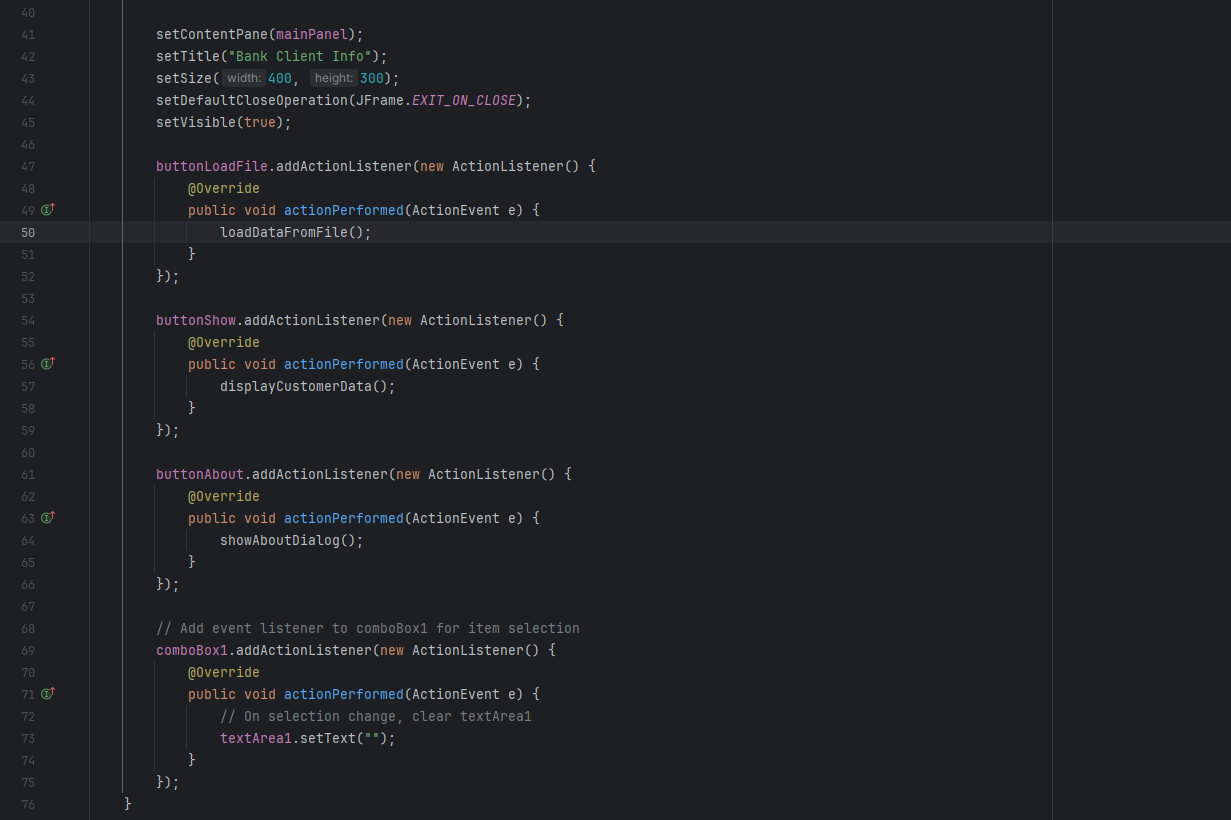 40
41 setContentPane(mainPanel);
42 setTitle("Bank Client Info");
43 setSize( width: 400, height: 300);
44 setDefaultCloseOperation(JFrame.EXIT_ON_CLOSE);
45 setVisible(true);
46
47 buttonLoadFile.addActionListener(new ActionListener() {
48 @Override
49 public void actionPerformed(ActionEvent e) {
50 loadDataFromFile();
51 }
52 });
53
54 buttonShow.addActionListener(new ActionListener() {
55 @Override
56 public void actionPerformed(ActionEvent e) {
57 displayCustomerData();
58 }
59 });
60
61 buttonAbout.addActionListener(new ActionListener() {
62 @Override
63 public void actionPerformed(ActionEvent e) {
64 showAboutDialog();
65 }
66 });
67
68 // Add event listener to comboBox1 for item selection
69 comboBox1.addActionListener(new ActionListener() {
70 @Override
71 public void actionPerformed(ActionEvent e) {
72 // On selection change, clear textArea1
73 textArea1.setText("");
74 }
75 });
76 }